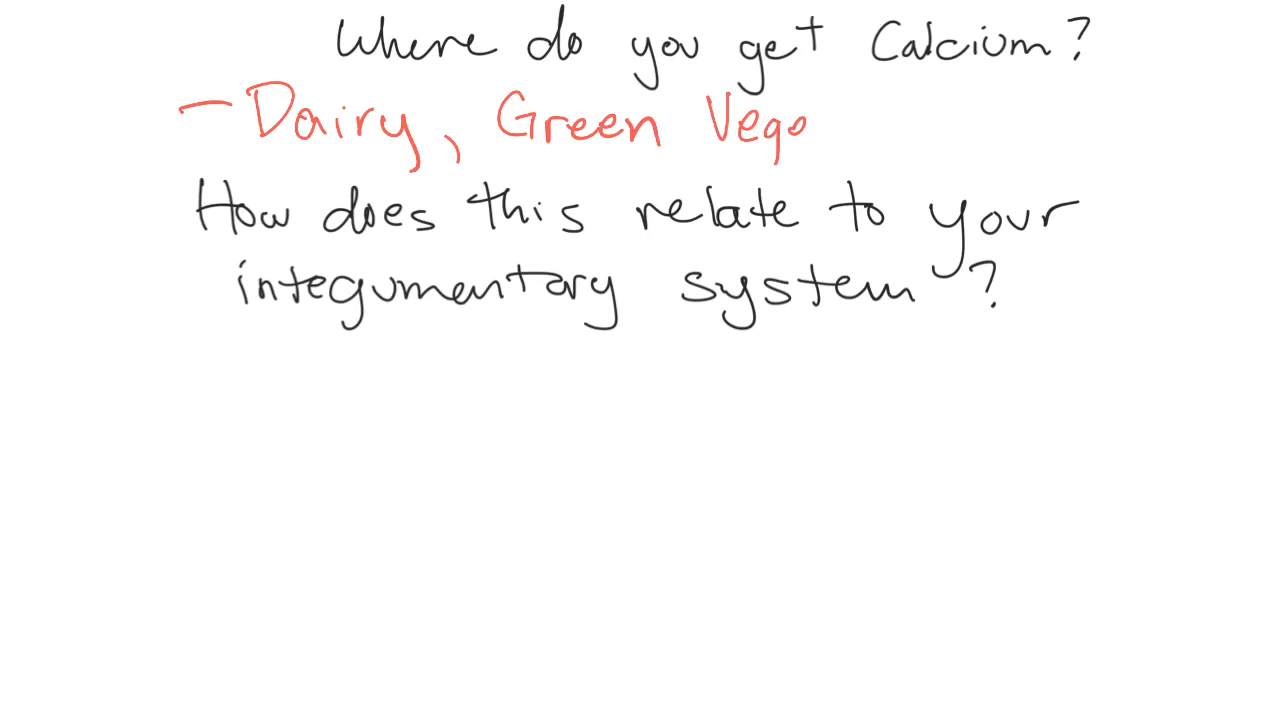 Where do you get Calcium?
- Dairy, Green Vego
How does this relate to your
integumentary system?